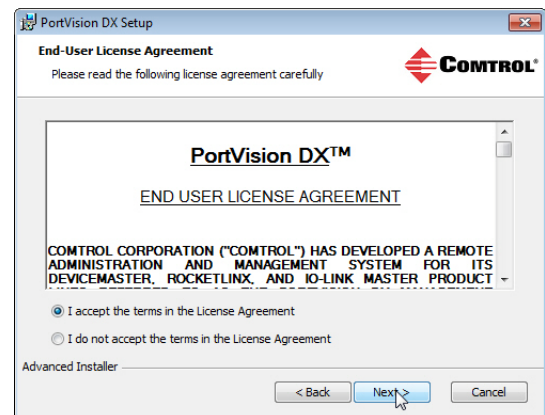 PortVision DX Setup
End-User License Agreement
Please read the following license agreement carefully
COMTROL®
PortVision DX™
END USER LICENSE AGREEMENT
COMTROL CORPORATION ("COMTROL") HAS DEVELOPED A REMOTE
ADMINISTRATION AND MANAGEMENT SYSTEM FOR ITS
DEVICEMASTER, ROCKETLINX, AND IO-LINK MASTER PRODUCT
I accept the terms in the License Agreement
I do not accept the terms in the License Agreement
Advanced Installer
< Back
Next >
Cancel